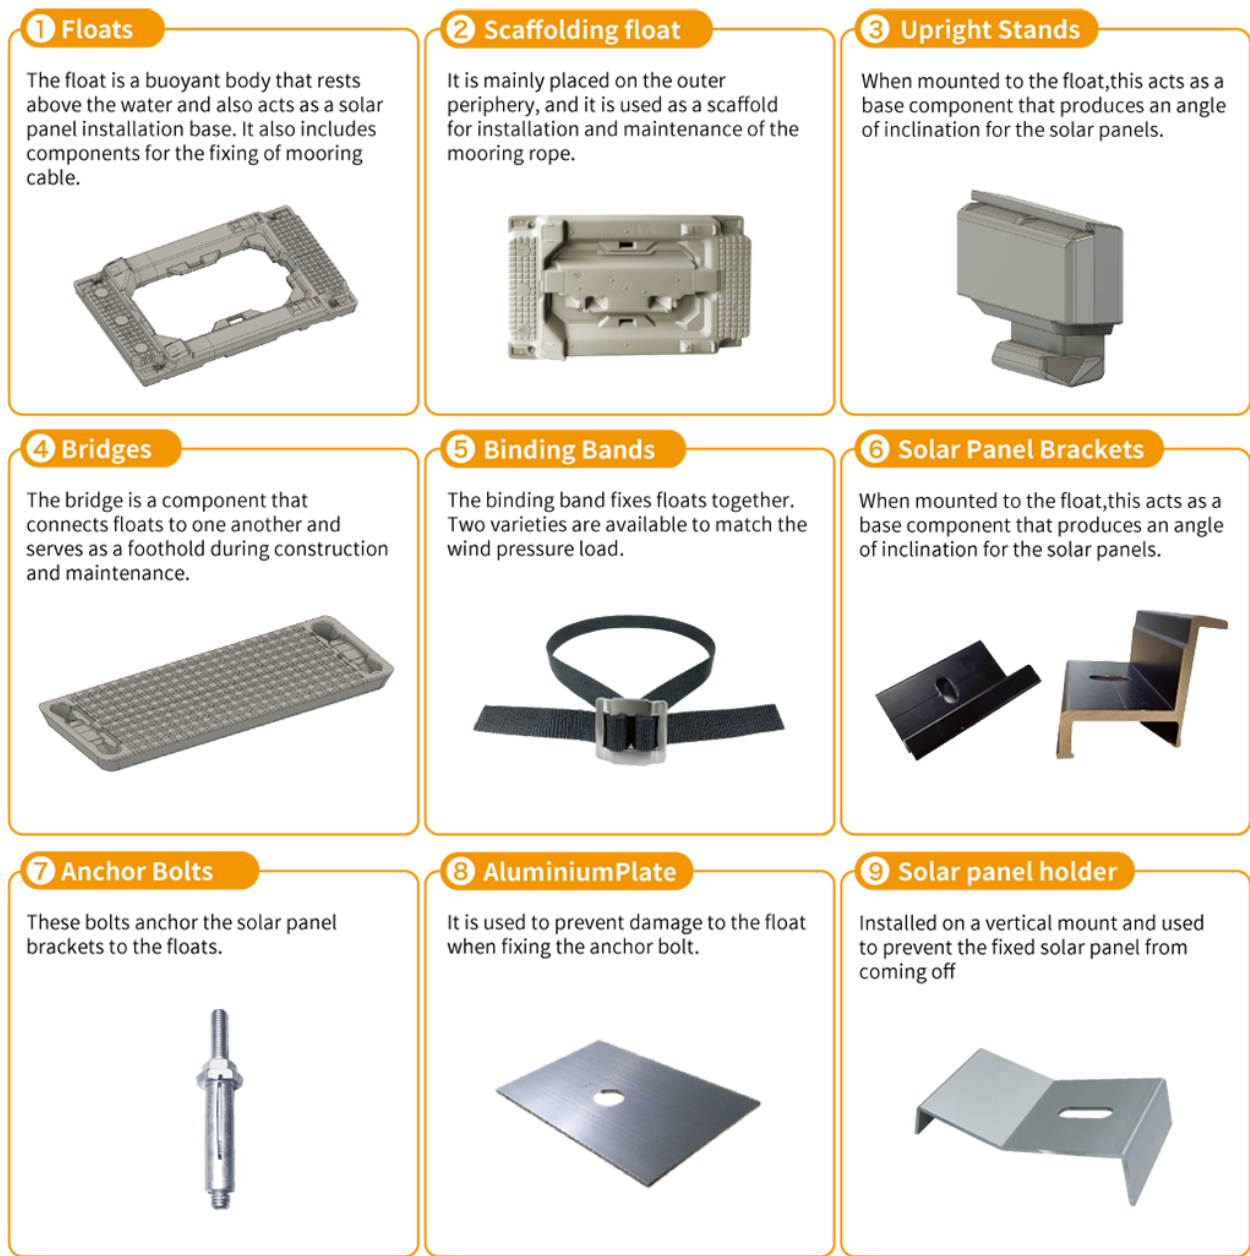 1 Floats
The float is a buoyant body that rests
above the water and also acts as a solar
panel installation base. It also includes
components for the fixing of mooring
cable.
2 Scaffolding float
It is mainly placed on the outer
periphery, and it is used as a scaffold
for installation and maintenance of the
mooring rope.
3 Upright Stands
When mounted to the float,this acts as a
base component that produces an angle
of inclination for the solar panels.
4 Bridges
The bridge is a component that
connects floats to one another and
serves as a foothold during construction
and maintenance.
5 Binding Bands
The binding band fixes floats together.
Two varieties are available to match the
wind pressure load.
6 Solar Panel Brackets
When mounted to the float,this acts as a
base component that produces an angle
of inclination for the solar panels.
7 Anchor Bolts
These bolts anchor the solar panel
brackets to the floats.
8 AluminiumPlate
It is used to prevent damage to the float
when fixing the anchor bolt.
9 Solar panel holder
Installed on a vertical mount and used
to prevent the fixed solar panel from
coming off